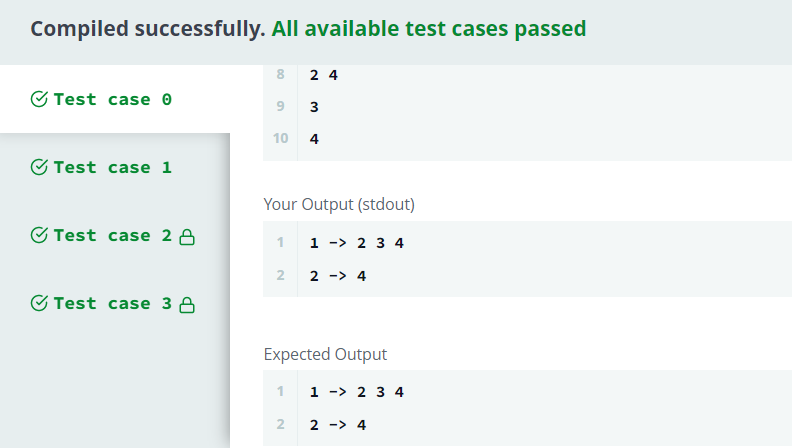 Compiled successfully. All available test cases passed
Test case 0
Test case 1
Test case 2
Test case 3
8 2 4
9 3
10 4
Your Output (stdout)
1 1 -> 2 3 4
2 2 -> 4
Expected Output
1 1 -> 2 3 4
2 2 -> 4